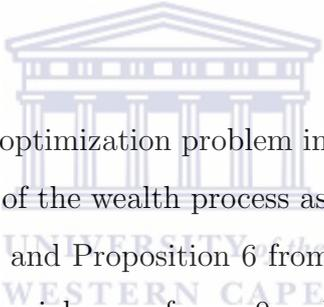 optimization problem in
of the wealth process as
UNIVERSITY of the
and Proposition 6 from
WESTERN CAPE